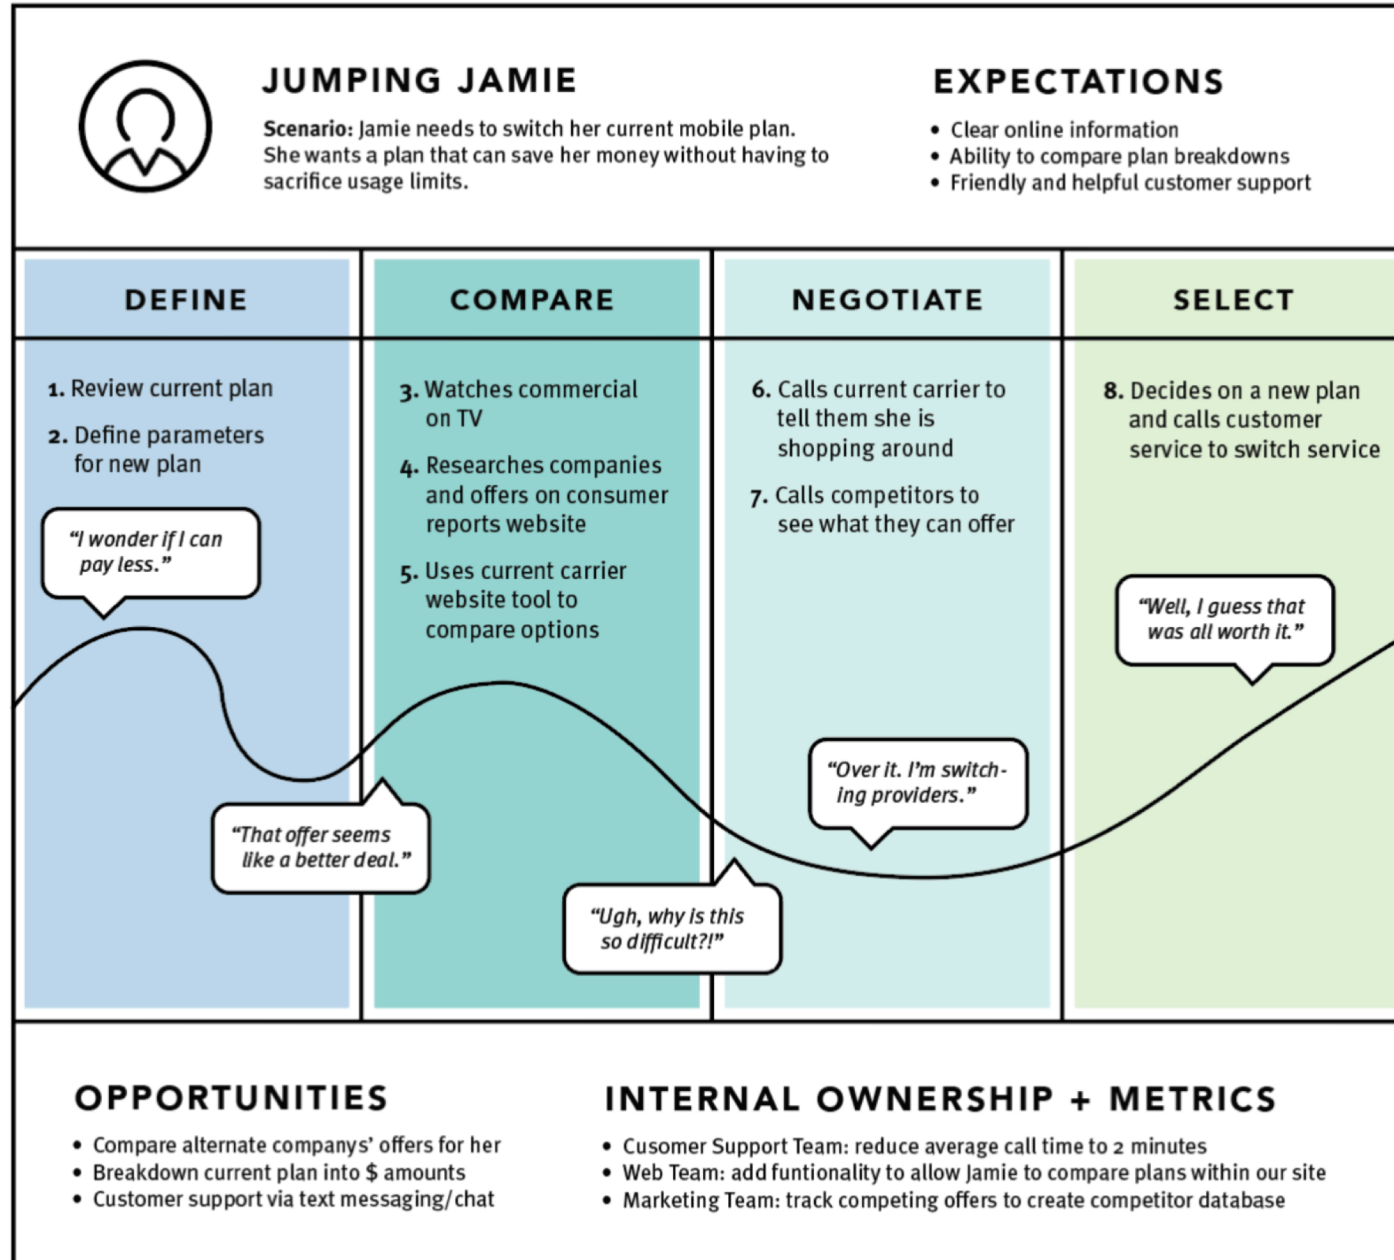 JUMPING JAMIE
Scenario: Jamie needs to switch her current mobile plan.
She wants a plan that can save her money without having to
sacrifice usage limits.
EXPECTATIONS
• Clear online information
• Ability to compare plan breakdowns
• Friendly and helpful customer support
DEFINE
1. Review current plan
2. Define parameters
for new plan
“I wonder if I can
pay less.”
“That offer seems
like a better deal.”
COMPARE
3. Watches commercial
on TV
4. Researches companies
and offers on consumer
reports website
5. Uses current carrier
website tool to
compare options
“Ugh, why is this
so difficult?!”
NEGOTIATE
6. Calls current carrier to
tell them she is
shopping around
7. Calls competitors to
see what they can offer
“Over it. I’m switch-
ing providers.”
SELECT
8. Decides on a new plan
and calls customer
service to switch service
“Well, I guess that
was all worth it.”
OPPORTUNITIES
• Compare alternate companys’ offers for her
• Breakdown current plan into $ amounts
• Customer support via text messaging/chat
INTERNAL OWNERSHIP + METRICS
• Cusomer Support Team: reduce average call time to 2 minutes
• Web Team: add funtionality to allow Jamie to compare plans within our site
• Marketing Team: track competing offers to create competitor database